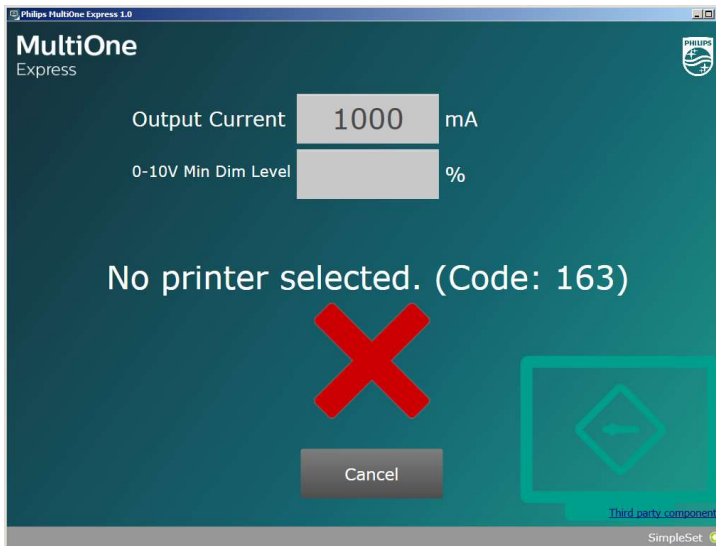 Philips MultiOne Express 1.0
MultiOne
Express
PHILIPS
Output Current 1000 mA
0-10V Min Dim Level %
No printer selected. (Code: 163)
Cancel
Third party component
SimpleSet